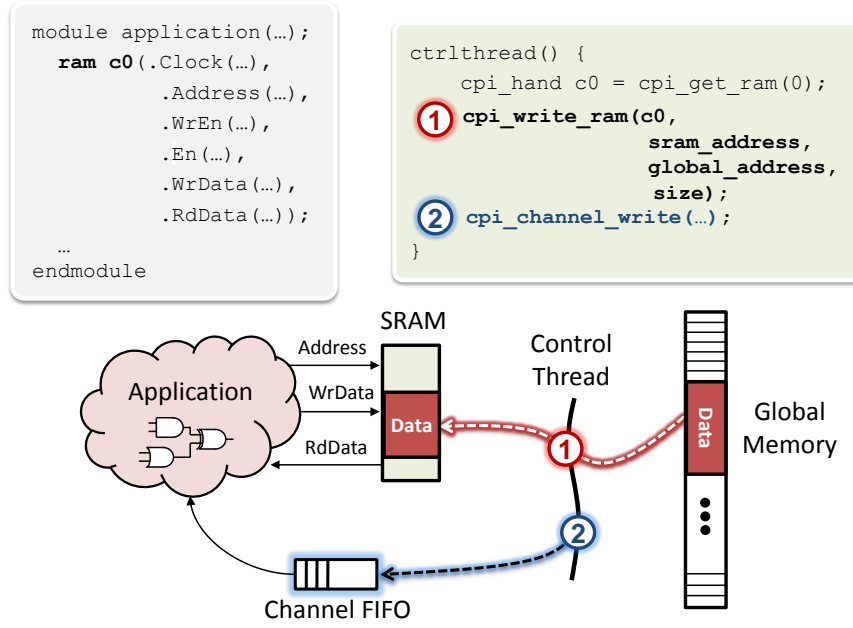 module application(…);
ram c0(.Clock(…),
.Address(…),
.WrEn(…),
.En(…),
.WrData(…),
.RdData(…));
…
endmodule
ctrlthread() {
cpi_hand c0 = cpi_get_ram(0);
1 cpi_write_ram(c0,
sram_address,
global_address,
size);
2 cpi_channel_write(…);
}
SRAM
Address
Application
WrData
RdData
Data
Control
Thread
1
2
Data
Global
Memory
Channel FIFO